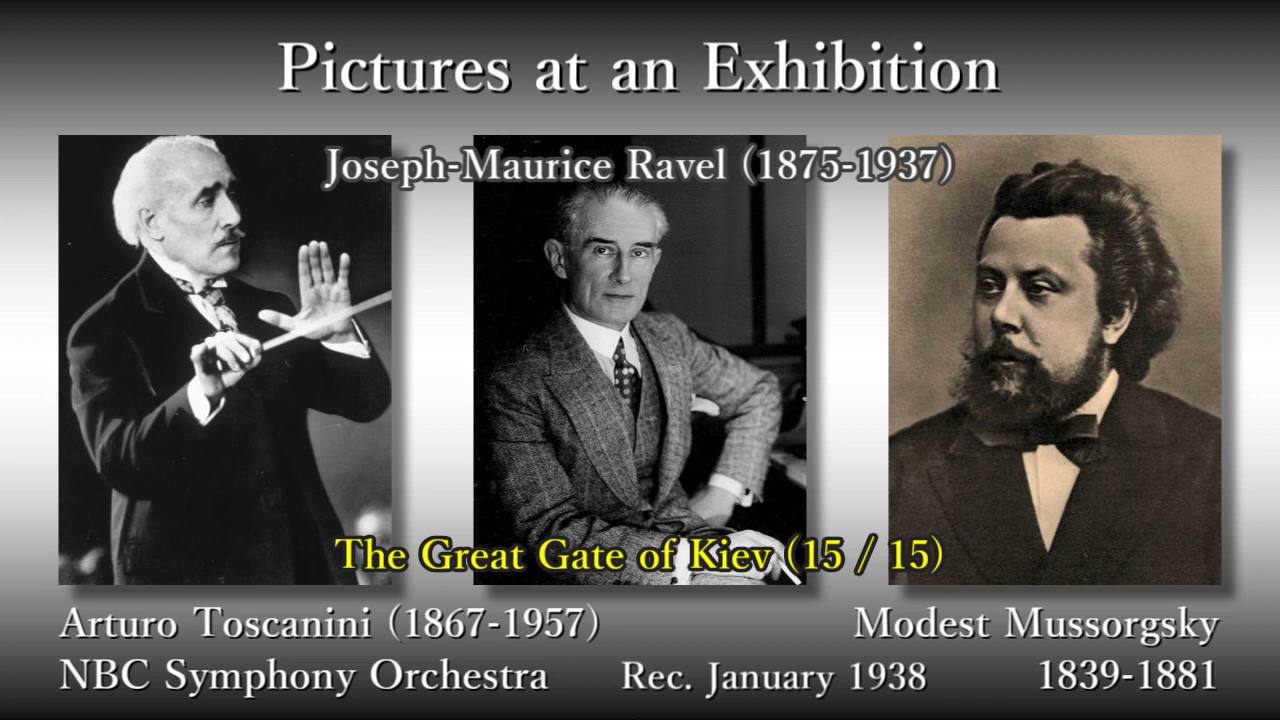 Pictures at an Exhibition
Joseph-Maurice Ravel (1875-1937)
The Great Gate of Kiev (15 / 15)
Arturo Toscanini (1867-1957)
Modest Mussorgsky
NBC Symphony Orchestra
Rec. January 1938
1839-1881